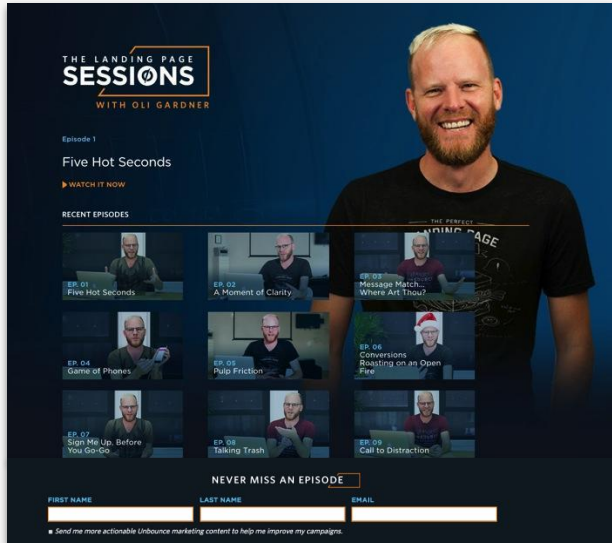 THE LANDING PAGE
SESSIONS
WITH OLI GARDNER
Episode 1
Five Hot Seconds
WATCH IT NOW
RECENT EPISODES
THE PERFECT
LANDING PAGE
EP. 01
Five Hot Seconds
EP. 02
A Moment of Clarity
EP. 03
Message Match...
Where Art Thou?
EP. 04
Game of Phones
EP. 05
Pulp Friction
EP. 06
Conversions
Roasting on an Open
Fire
EP. 07
Sign Me Up, Before
You Go-Go
EP. 08
Talking Trash
EP. 09
Call to Distraction
NEVER MISS AN EPISODE
FIRST NAME
LAST NAME
EMAIL
Send me more actionable Unbounce marketing content to help me improve my campaigns.